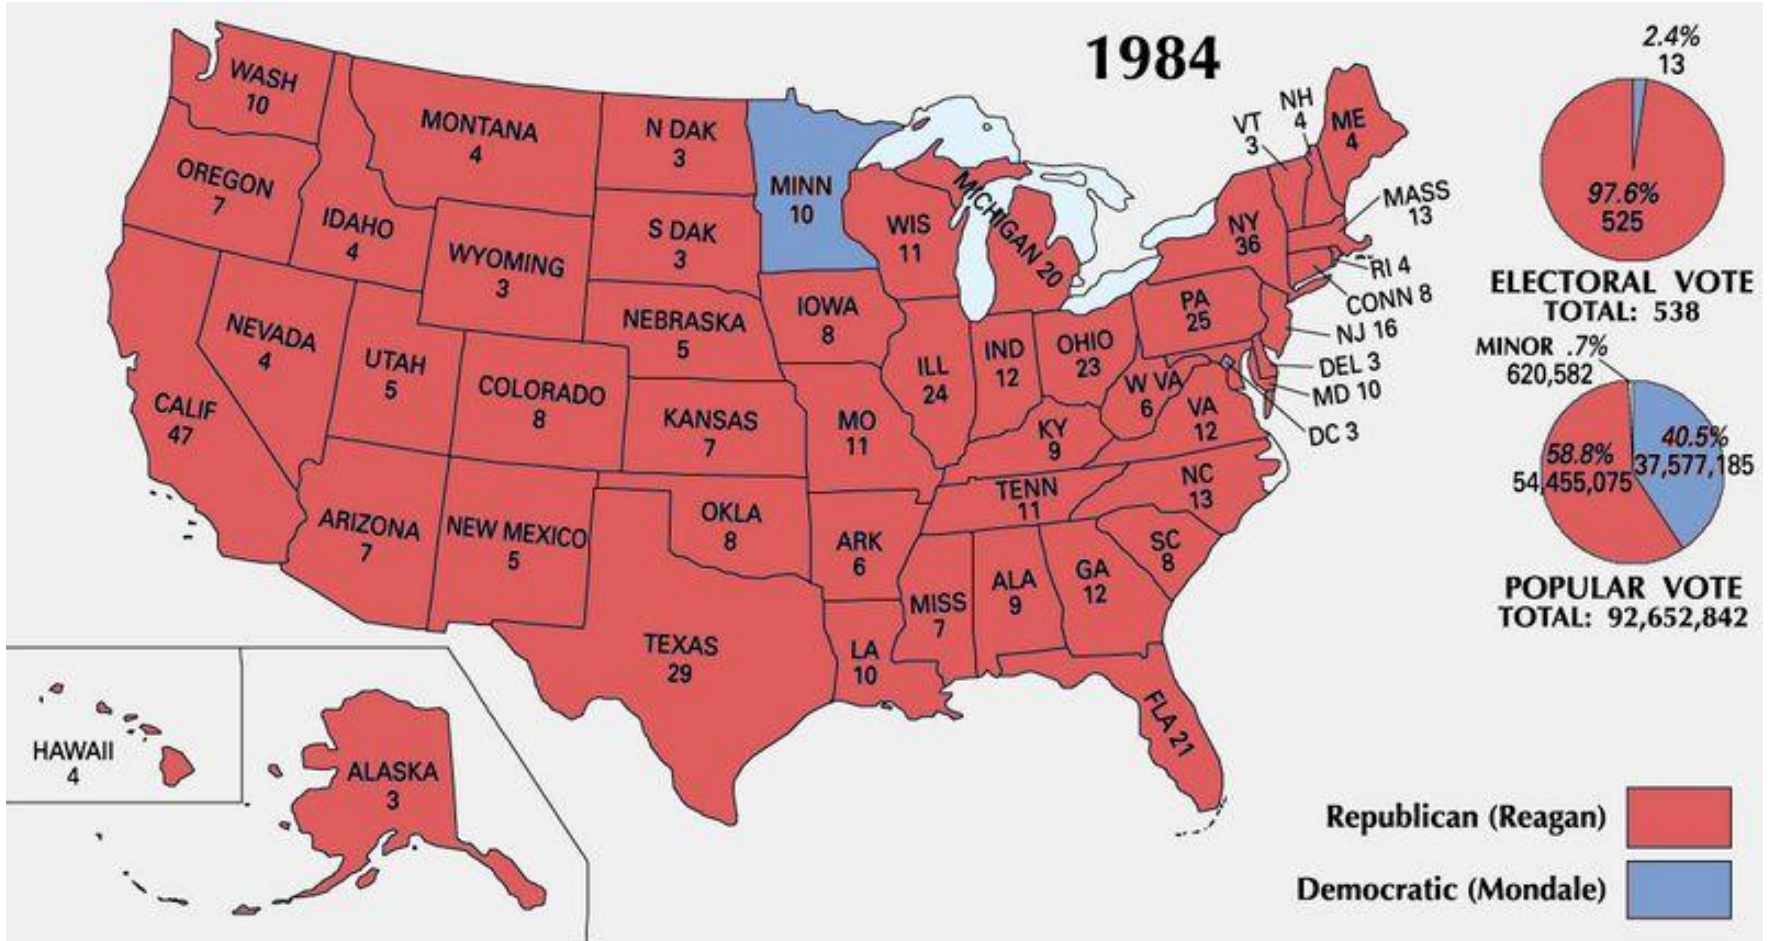 1984
WASH
10
OREGON
7
CALIF
47
NEVADA
4
IDAHO
4
MONTANA
4
WYOMING
3
UTAH
5
COLORADO
8
ARIZONA
7
NEW MEXICO
5
N DAK
3
S DAK
3
NEBRASKA
5
KANSAS
7
OKLA
8
TEXAS
29
MINN
10
IOWA
8
MO
11
ARK
6
LA
10
WIS
11
ILL
24
MICHIGAN 20
IND
12
OHIO
23
KY
9
TENN
11
MISS
7
ALA
9
GA
12
FLA 21
SC
8
NC
13
VA
12
W VA
6
PA
25
NY
36
VT
3
NH
4
ME
4
MASS
13
RI 4
CONN 8
NJ 16
DEL 3
MD 10
DC 3
HAWAII
4
ALASKA
3
2.4%
13
97.6%
525
ELECTORAL VOTE
TOTAL: 538
MINOR .7%
620,582
58.8%
54,455,075
40.5%
37,577,185
POPULAR VOTE
TOTAL: 92,652,842
Republican (Reagan)
Democratic (Mondale)